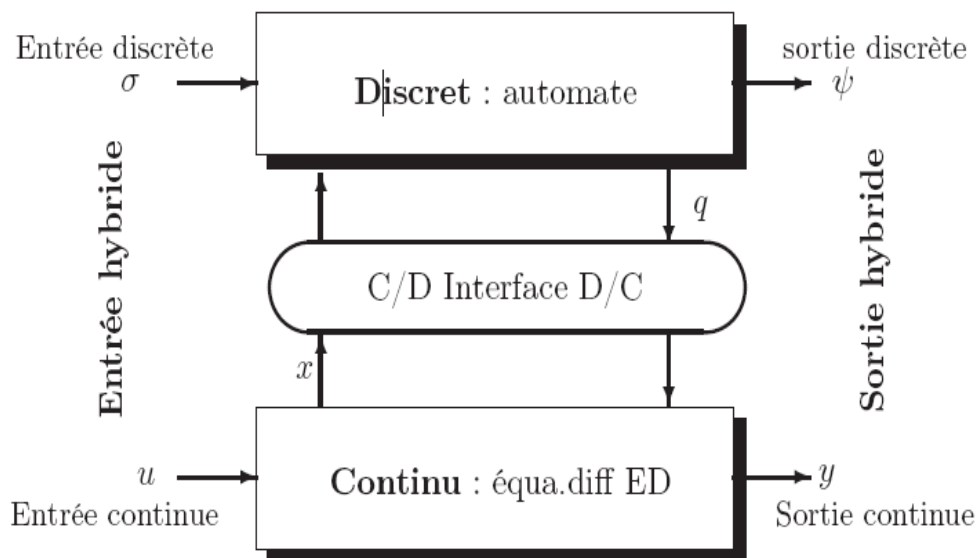 Entrée discrète
σ
Discret : automate
sortie discrète
ψ
Entrée hybride
q
Sortie hybride
C/D Interface D/C
x
u
Entrée continue
Continu : équa.diff ED
y
Sortie continue